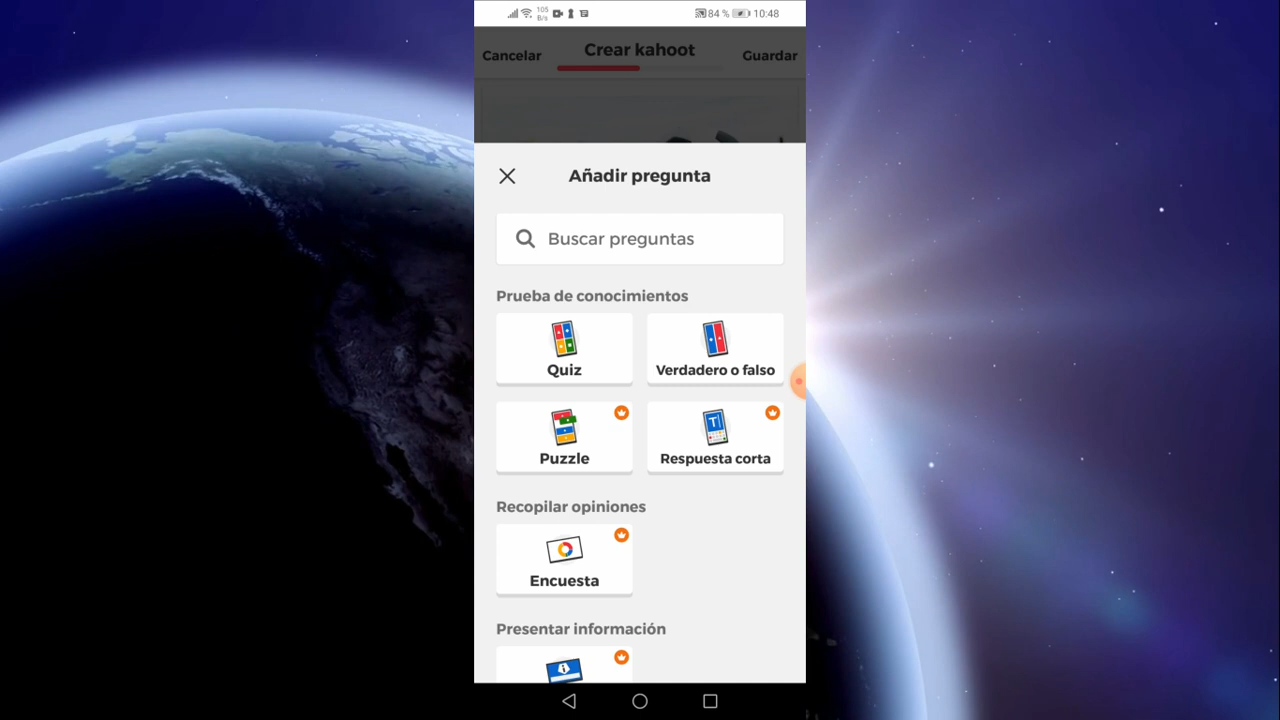 105 B/s 84 % 10:48
Cancelar Crear kahoot Guardar
Añadir pregunta
Buscar preguntas
Prueba de conocimientos
Quiz Verdadero o falso
Puzzle Respuesta corta
Recopilar opiniones
Encuesta
Presentar información